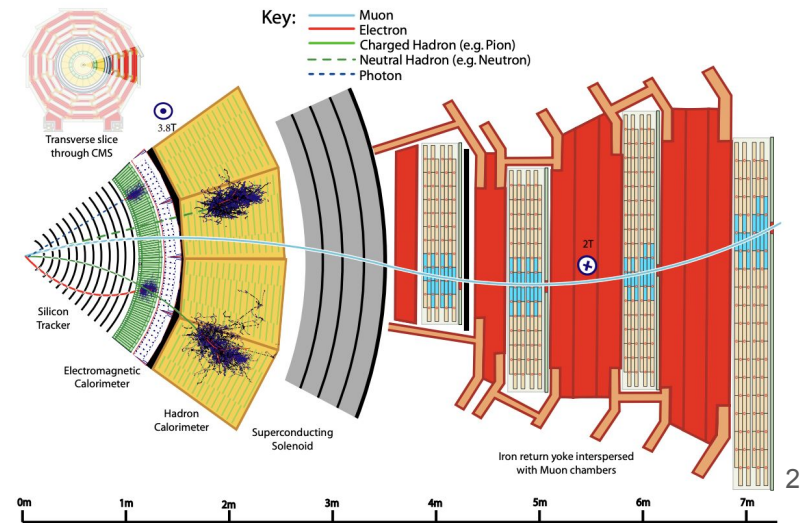 Key:
Muon
Electron
Charged Hadron (e.g. Pion)
Neutral Hadron (e.g. Neutron)
Photon
Transverse slice
through CMS
3.8T
2T
Silicon
Tracker
Electromagnetic
Calorimeter
Hadron
Calorimeter
Superconducting
Solenoid
Iron return yoke interspersed
with Muon chambers
2
0m 1m 2m 3m 4m 5m 6m 7m